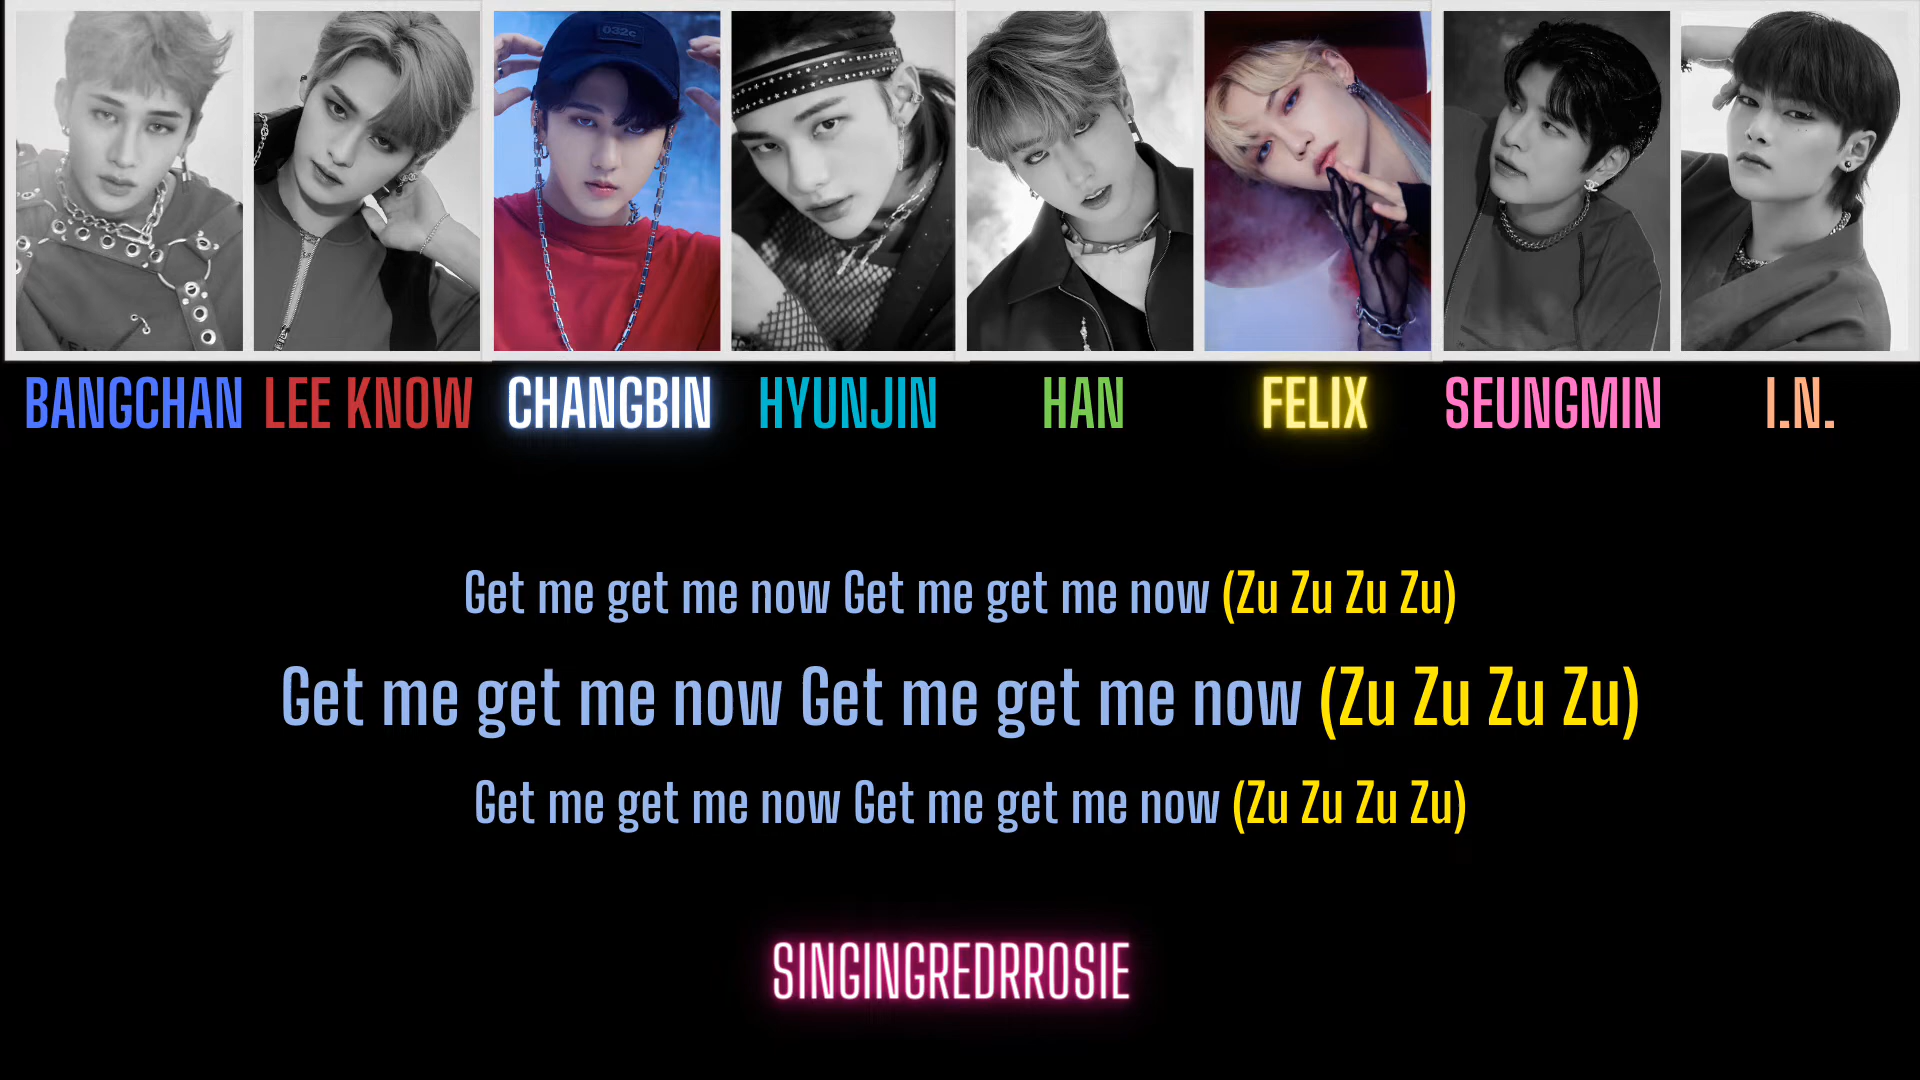 032c
BANGCHAN LEE KNOW CHANGBIN HYUNJIN HAN FELIX SEUNGMIN I.N.
Get me get me now Get me get me now (Zu Zu Zu Zu)
Get me get me now Get me get me now (Zu Zu Zu Zu)
Get me get me now Get me get me now (Zu Zu Zu Zu)
SINGINGREDRROSIE